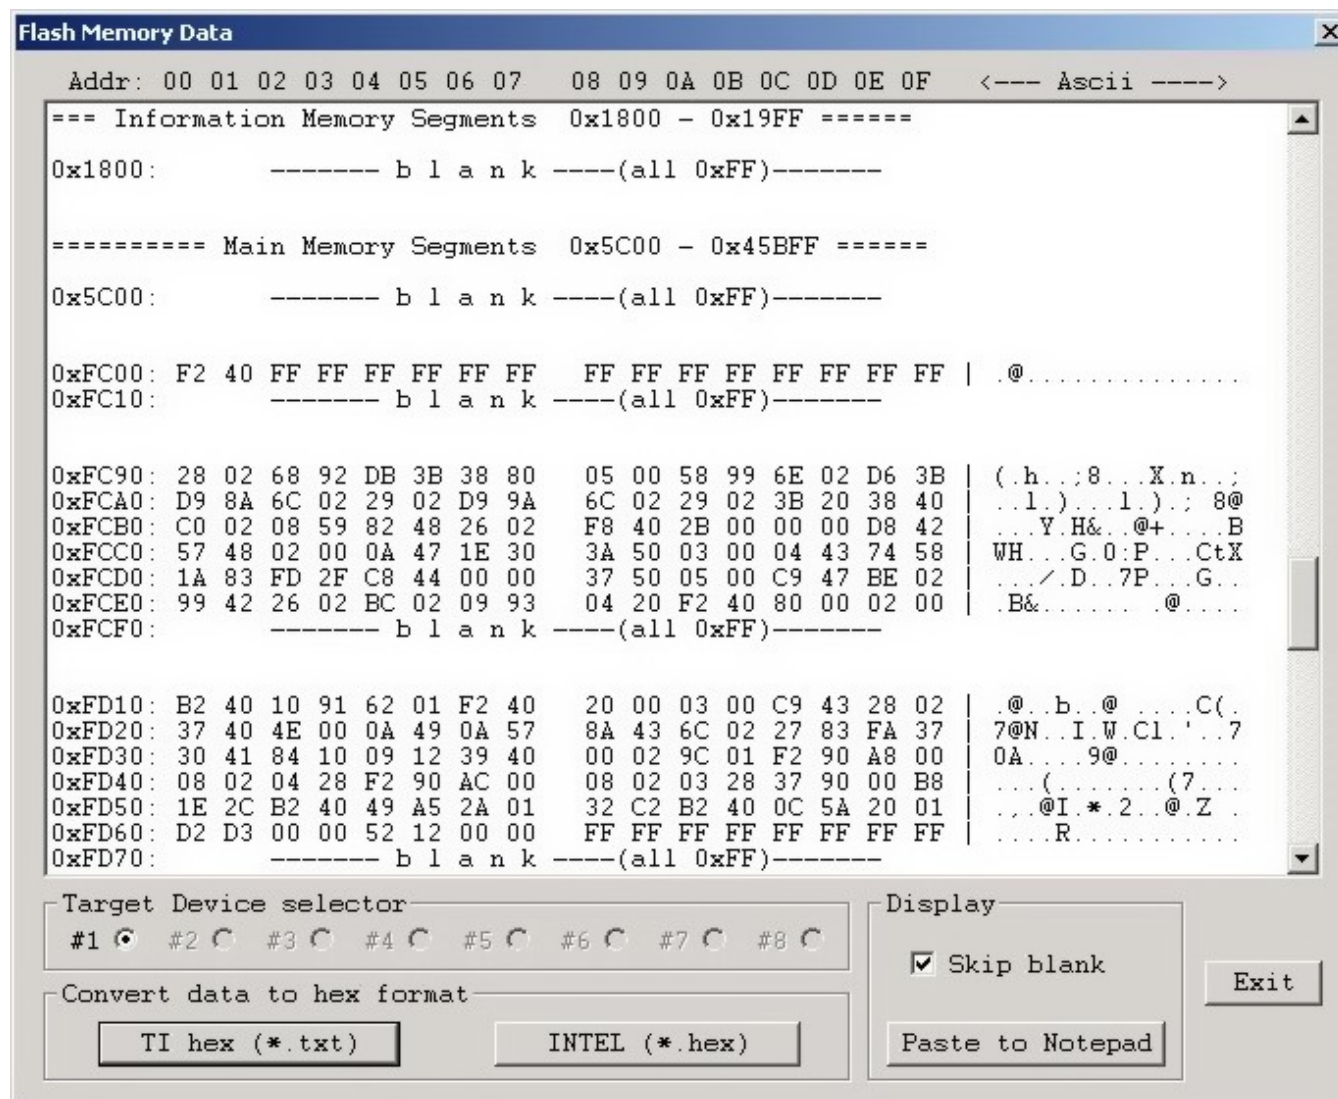 Flash Memory Data
Addr: 00 01 02 03 04 05 06 07 08 09 0A 0B 0C 0D 0E 0F <--- Ascii ---->
=== Information Memory Segments 0x1800 - 0x19FF ======
0x1800: ------- b l a n k ----(all 0xFF)-------
========== Main Memory Segments 0x5C00 - 0x45BFF ======
0x5C00: ------- b l a n k ----(all 0xFF)-------
0xFC00: F2 40 FF FF FF FF FF FF FF FF FF FF FF FF FF FF | .@..............
0xFC10: ------- b l a n k ----(all 0xFF)-------
0xFC90: 28 02 68 92 DB 3B 38 80 05 00 58 99 6E 02 D6 3B | (.h..;8...X.n..;
0xFCA0: D9 8A 6C 02 29 02 D9 9A 6C 02 29 02 3B 20 38 40 | ..l.)...l.).; 8@
0xFCB0: C0 02 08 59 82 48 26 02 F8 40 2B 00 00 00 D8 42 | ...Y.H&..@+....B
0xFCC0: 57 48 02 00 0A 47 1E 30 3A 50 03 00 04 43 74 58 | WH...G.0:P...CtX
0xFCD0: 1A 83 FD 2F C8 44 00 00 37 50 05 00 C9 47 BE 02 | .../.D..7P...G..
0xFCE0: 99 42 26 02 BC 02 09 93 04 20 F2 40 80 00 02 00 | .B&...... .@....
0xFCF0: ------- b l a n k ----(all 0xFF)-------
0xFD10: B2 40 10 91 62 01 F2 40 20 00 03 00 C9 43 28 02 | .@..b..@ ....C(.
0xFD20: 37 40 4E 00 0A 49 0A 57 8A 43 6C 02 27 83 FA 37 | 7@N..I.W.Cl.'..7
0xFD30: 30 41 84 10 09 12 39 40 00 02 9C 01 F2 90 A8 00 | 0A....9@........
0xFD40: 08 02 04 28 F2 90 AC 00 08 02 03 28 37 90 00 B8 | ...(.......(7...
0xFD50: 1E 2C B2 40 49 A5 2A 01 32 C2 B2 40 0C 5A 20 01 | .,.@I.*.2..@.Z .
0xFD60: D2 D3 00 00 52 12 00 00 FF FF FF FF FF FF FF FF | ....R...........
0xFD70: ------- b l a n k ----(all 0xFF)-------
Target Device selector
#1 #2 #3 #4 #5 #6 #7 #8
Display
Skip blank
Convert data to hex format
TI hex (*.txt)
INTEL (*.hex)
Paste to Notepad
Exit